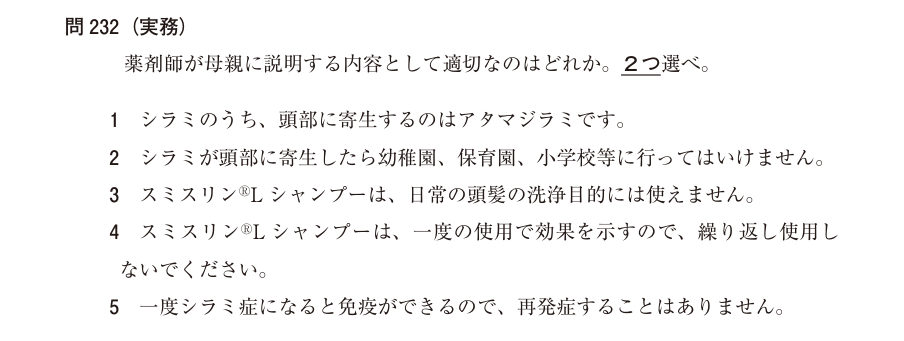 問 232（実務）
薬剤師が母親に説明する内容として適切なのはどれか。２つ選べ。
1 シラミのうち、頭部に寄生するのはアタマジラミです。
2 シラミが頭部に寄生したら幼稚園、保育園、小学校等に行ってはいけません。
3 スミスリン®L シャンプーは、日常の頭髪の洗浄目的には使えません。
4 スミスリン®L シャンプーは、一度の使用で効果を示すので、繰り返し使用し
ないでください。
5 一度シラミ症になると免疫ができるので、再発症することはありません。